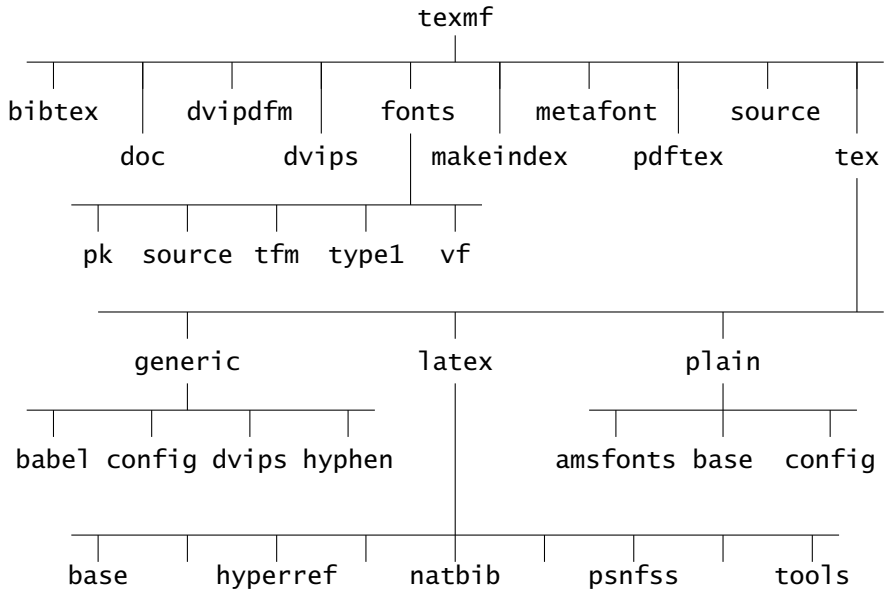 texmf
bibtex dvipdfm fonts metafont source
doc dvips makeindex pdftex tex
pk source tfm type1 vf
generic latex plain
babel config dvips hyphen amsfonts base config
base hyperref natbib psnfss tools